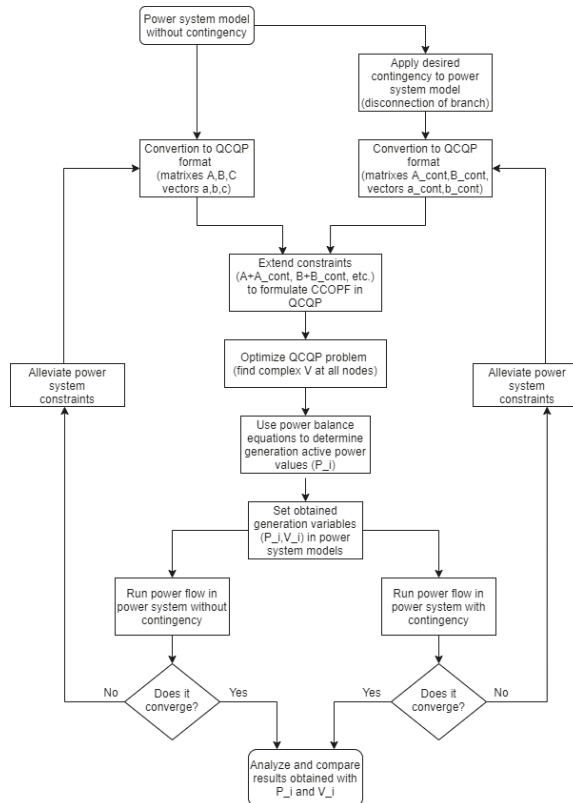 Power system model
without contingency
Apply desired
contingency to power
system model
(disconnection of branch)
Convertion to QCQP
format
(matrixes A,B,C
vectors a,b,c)
Convertion to QCQP
format
(matrixes A_cont,B_cont,
vectors a_cont,b_cont)
Extend constraints
(A+A_cont, B+B_cont, etc.)
to formulate CCOPF in
QCQP
Optimize QCQP problem
(find complex V at all nodes)
Alleviate power
system
constraints
Alleviate power
system
constraints
Use power balance
equations to determine
generation active power
values (P_i)
Set obtained
generation variables
(P_i,V_i) in power
system models
Run power flow in
power system without
contingency
Run power flow in
power system with
contingency
No
Does it
converge?
Yes
Yes
Does it
converge?
No
Analyze and compare
results obtained with
P_i and V_i